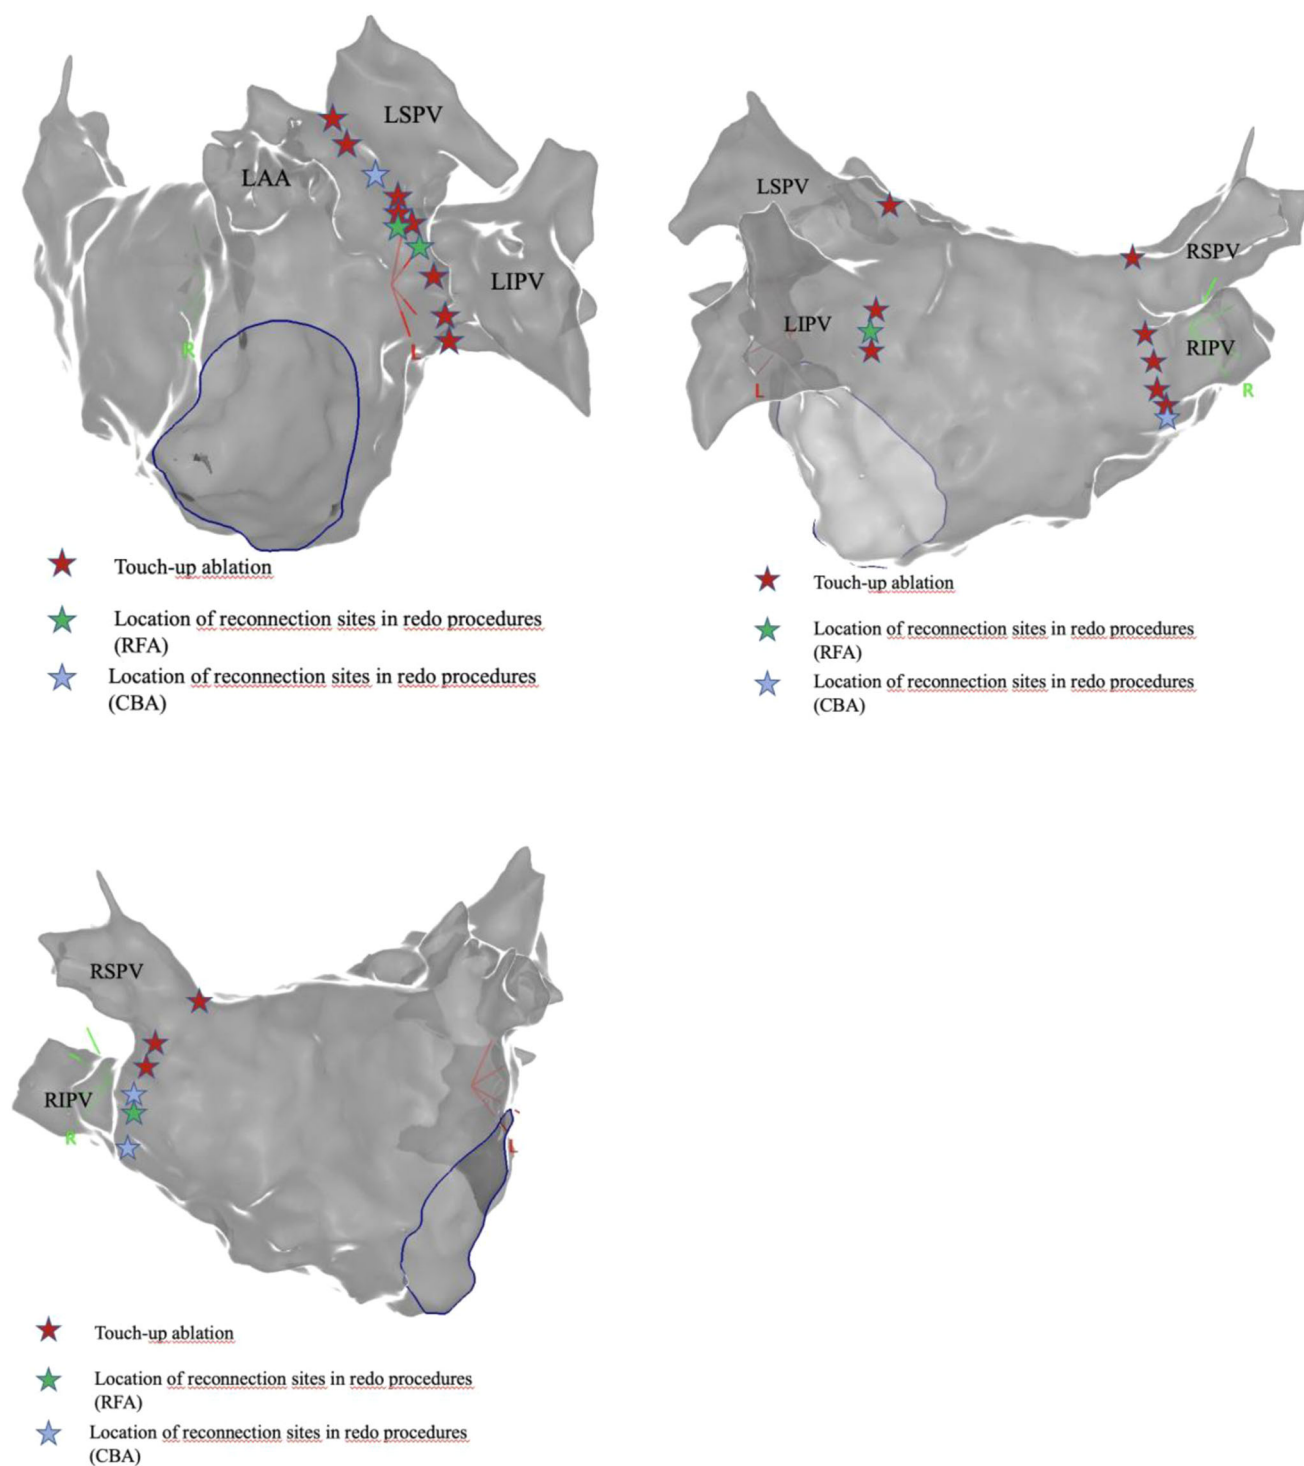 LSPV
LAA
LIPV
R
L
Touch-up ablation
Location of reconnection sites in redo procedures
(RFA)
Location of reconnection sites in redo procedures
(CBA)
LSPV
RSPV
LIPV
RIPV
L
R
Touch-up ablation
Location of reconnection sites in redo procedures
(RFA)
Location of reconnection sites in redo procedures
(CBA)
RSPV
RIPV
R
L
Touch-up ablation
Location of reconnection sites in redo procedures
(RFA)
Location of reconnection sites in redo procedures
(CBA)